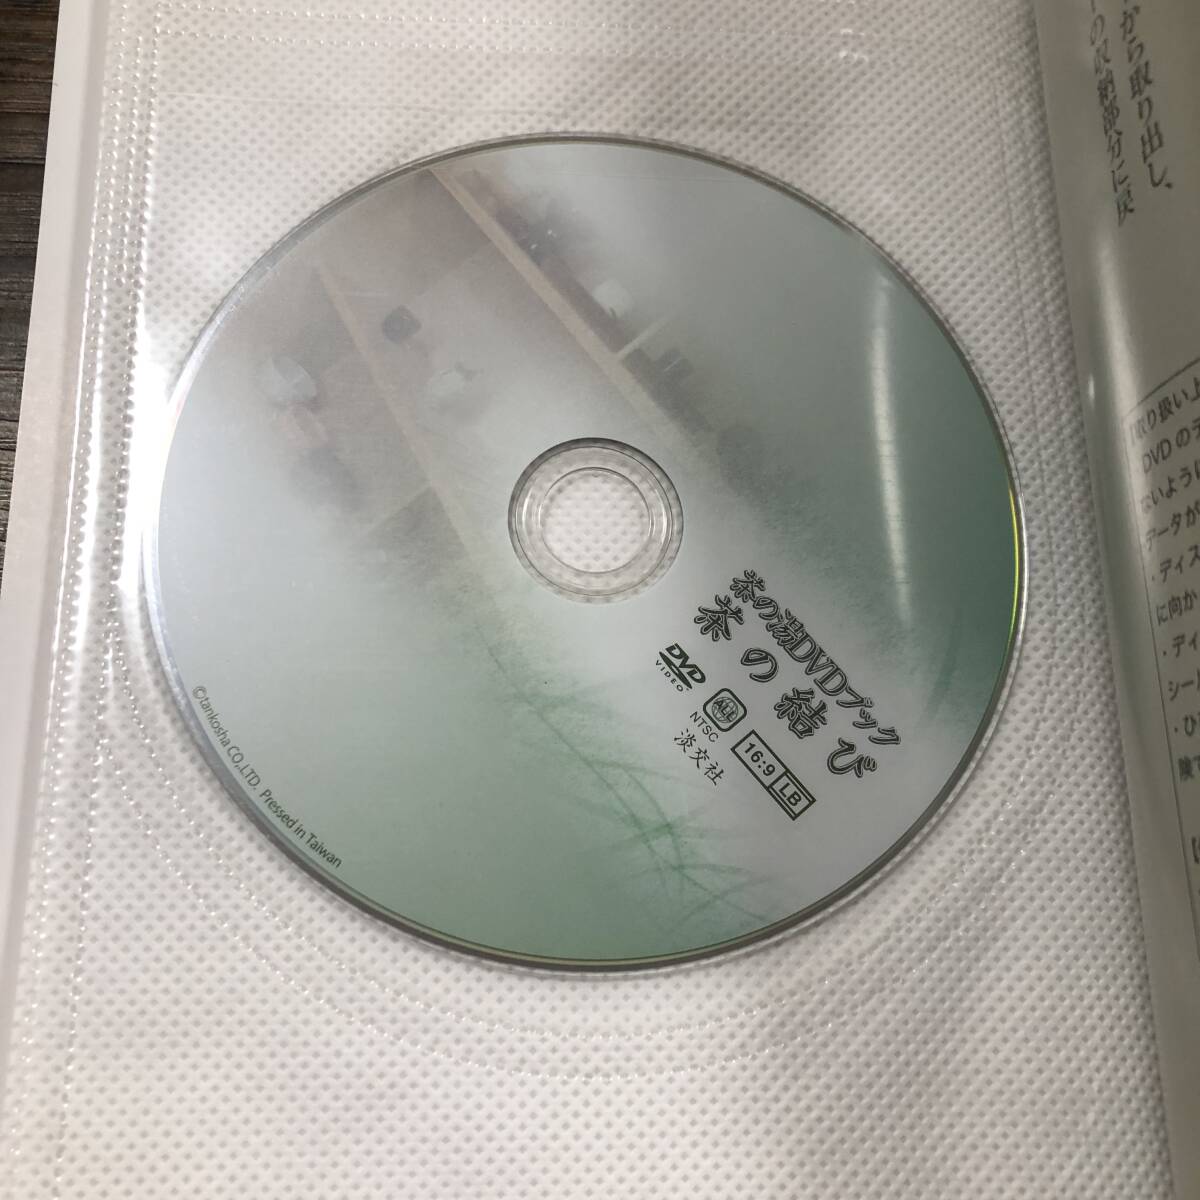 茶の湯DVDブック
茶の結び
DVD
VIDEO
ALL
NTSC
16:9 LB
淡交社
©tankosha CO,.LTD. Pressed in Taiwan
から取り出し、
の収納部分に戻
取り扱い上
DVDのデ
ないように
データが
・ディス
に向か
・ディ
シー
・ひ
険で